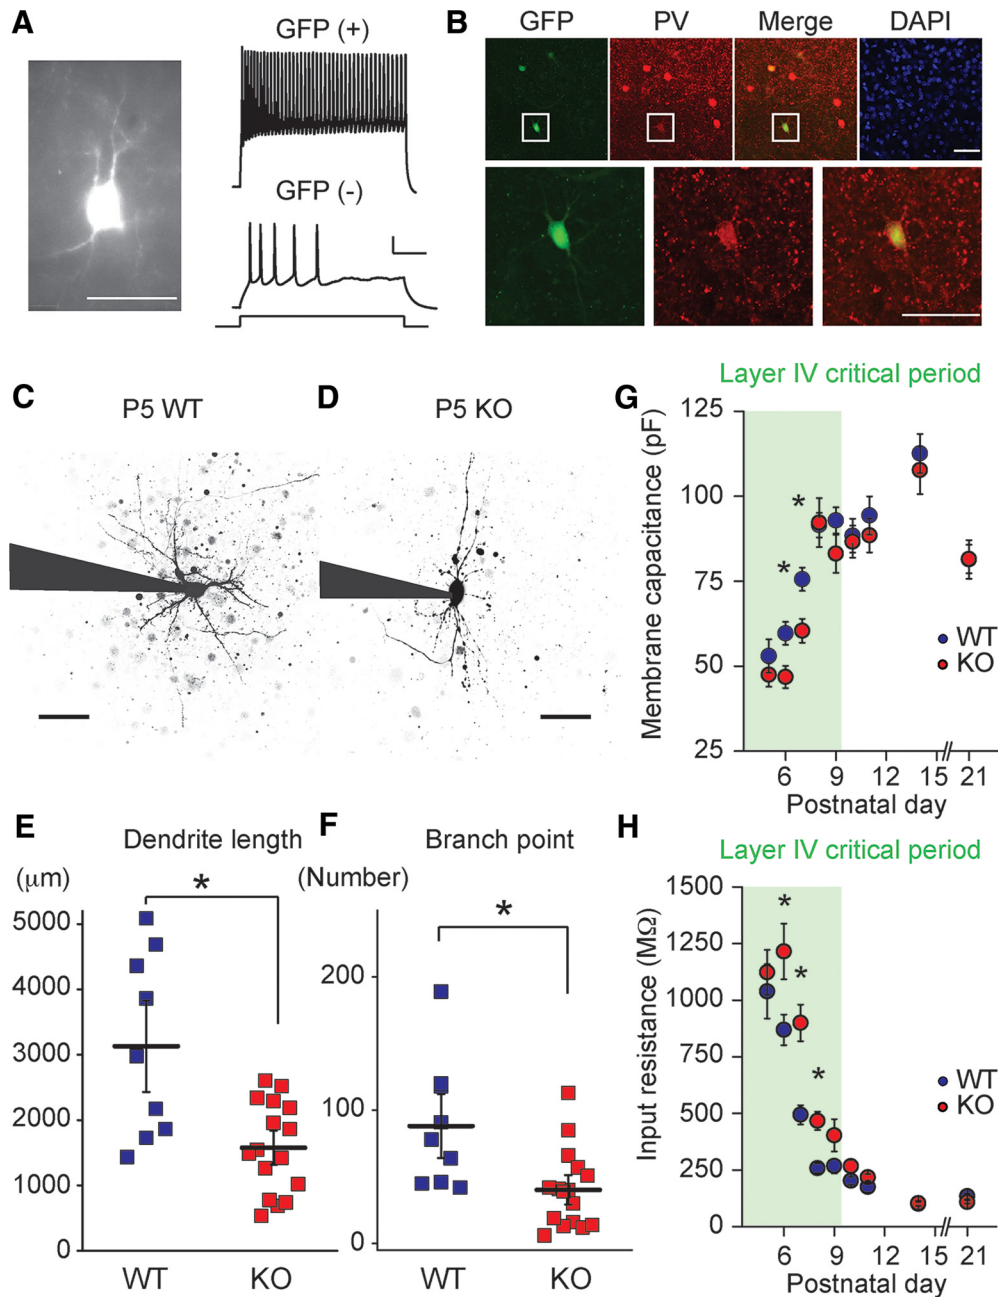 A
GFP (+)
GFP (-)
B
GFP PV Merge DAPI
C
P5 WT
D
P5 KO
E
Dendrite length
(μm)
*
5000
4000
3000
2000
1000
0
WT KO
F
Branch point
(Number)
*
200
100
0
WT KO
G
Layer IV critical period
Membrane capacitance (pF)
125
100
75
50
25
*
*
WT
KO
6 9 12 15 21
Postnatal day
H
Layer IV critical period
Input resistance (MΩ)
1500
1250
1000
750
500
250
0
*
*
*
WT
KO
6 9 12 15 21
Postnatal day